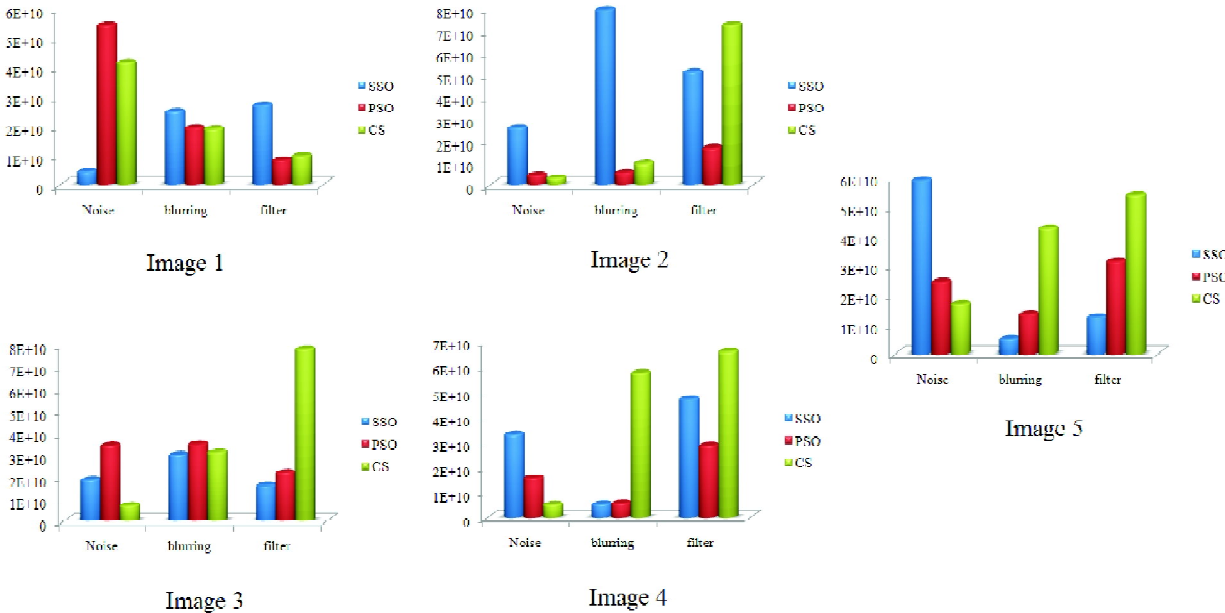 6E+10
5E+10
4E+10
3E+10
2E+10
1E+10
0
Noise blurring filter
SSO
PSO
CS
Image 1
8E+10
7E+10
6E+10
5E+10
4E+10
3E+10
2E+10
1E+10
0
Noise blurring filter
SSO
PSO
CS
Image 2
8E+10
7E+10
6E+10
5E+10
4E+10
3E+10
2E+10
1E+10
0
Noise blurring filter
SSO
PSO
CS
Image 3
7E+10
6E+10
5E+10
4E+10
3E+10
2E+10
1E+10
0
Noise blurring filter
SSO
PSO
CS
Image 4
6E+10
5E+10
4E+10
3E+10
2E+10
1E+10
0
Noise blurring filter
SSO
PSO
CS
Image 5